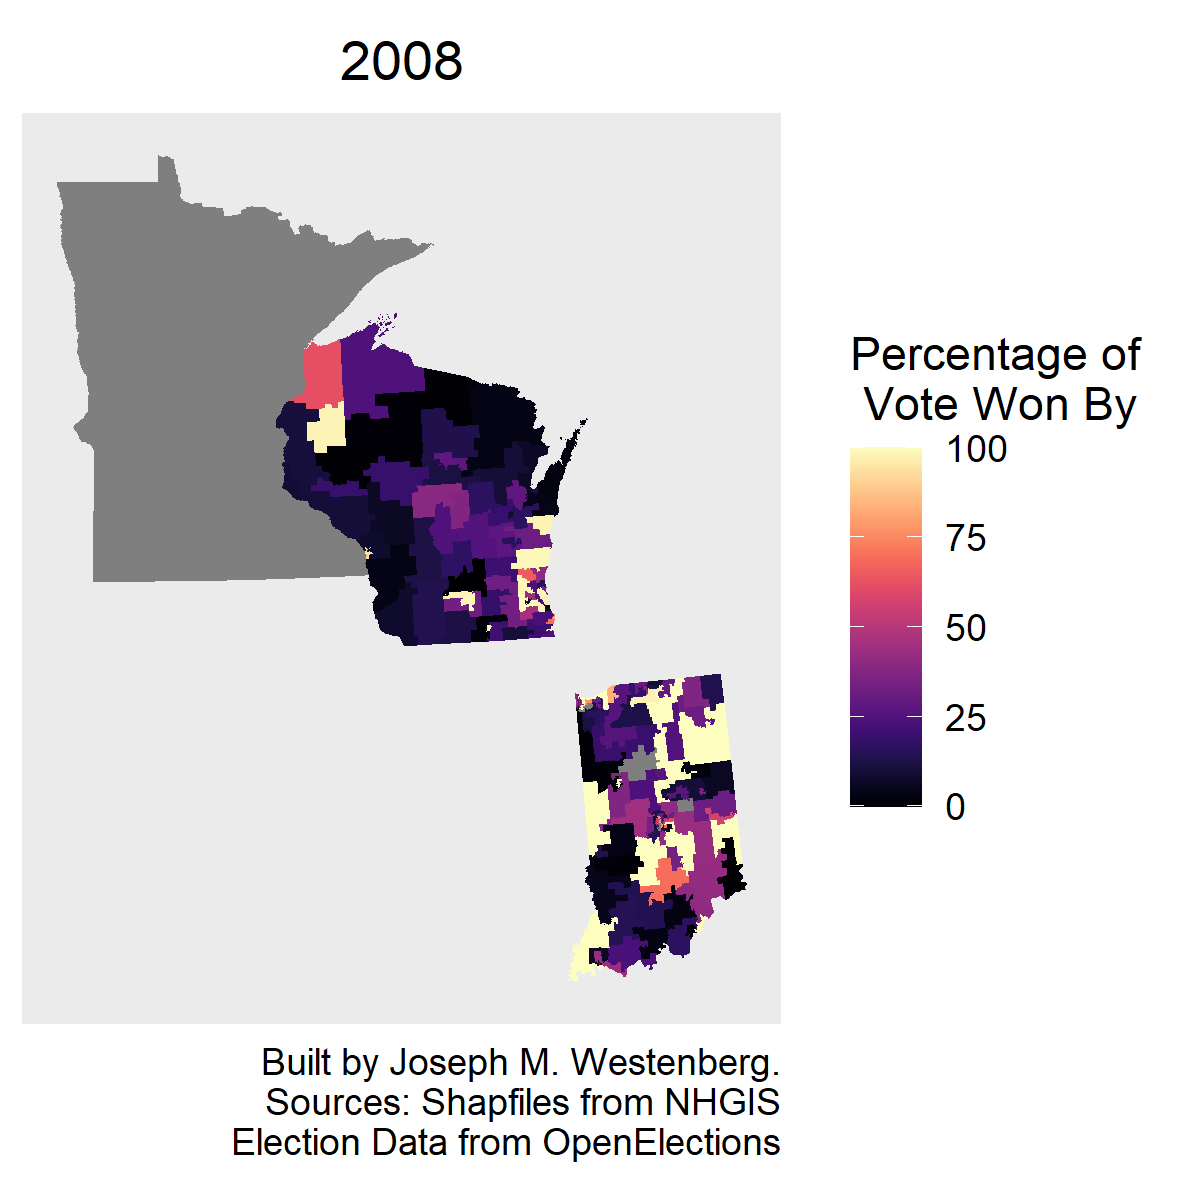 2008
Percentage of
Vote Won By
100
75
50
25
0
Built by Joseph M. Westenberg.
Sources: Shapfiles from NHGIS
Election Data from OpenElections